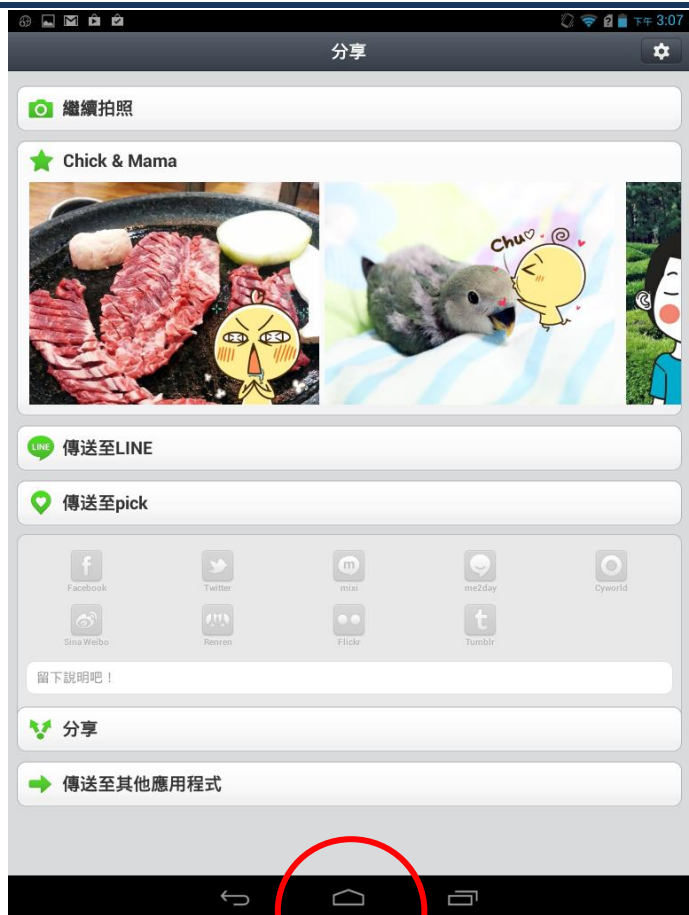 下午 3:07
分享
繼續拍照
Chick & Mama
Chu
LINE 傳送至LINE
傳送至pick
Facebook Twitter mixi me2day Cyworld
Sina Weibo Renren Flickr Tumblr
留下說明吧！
分享
傳送至其他應用程式